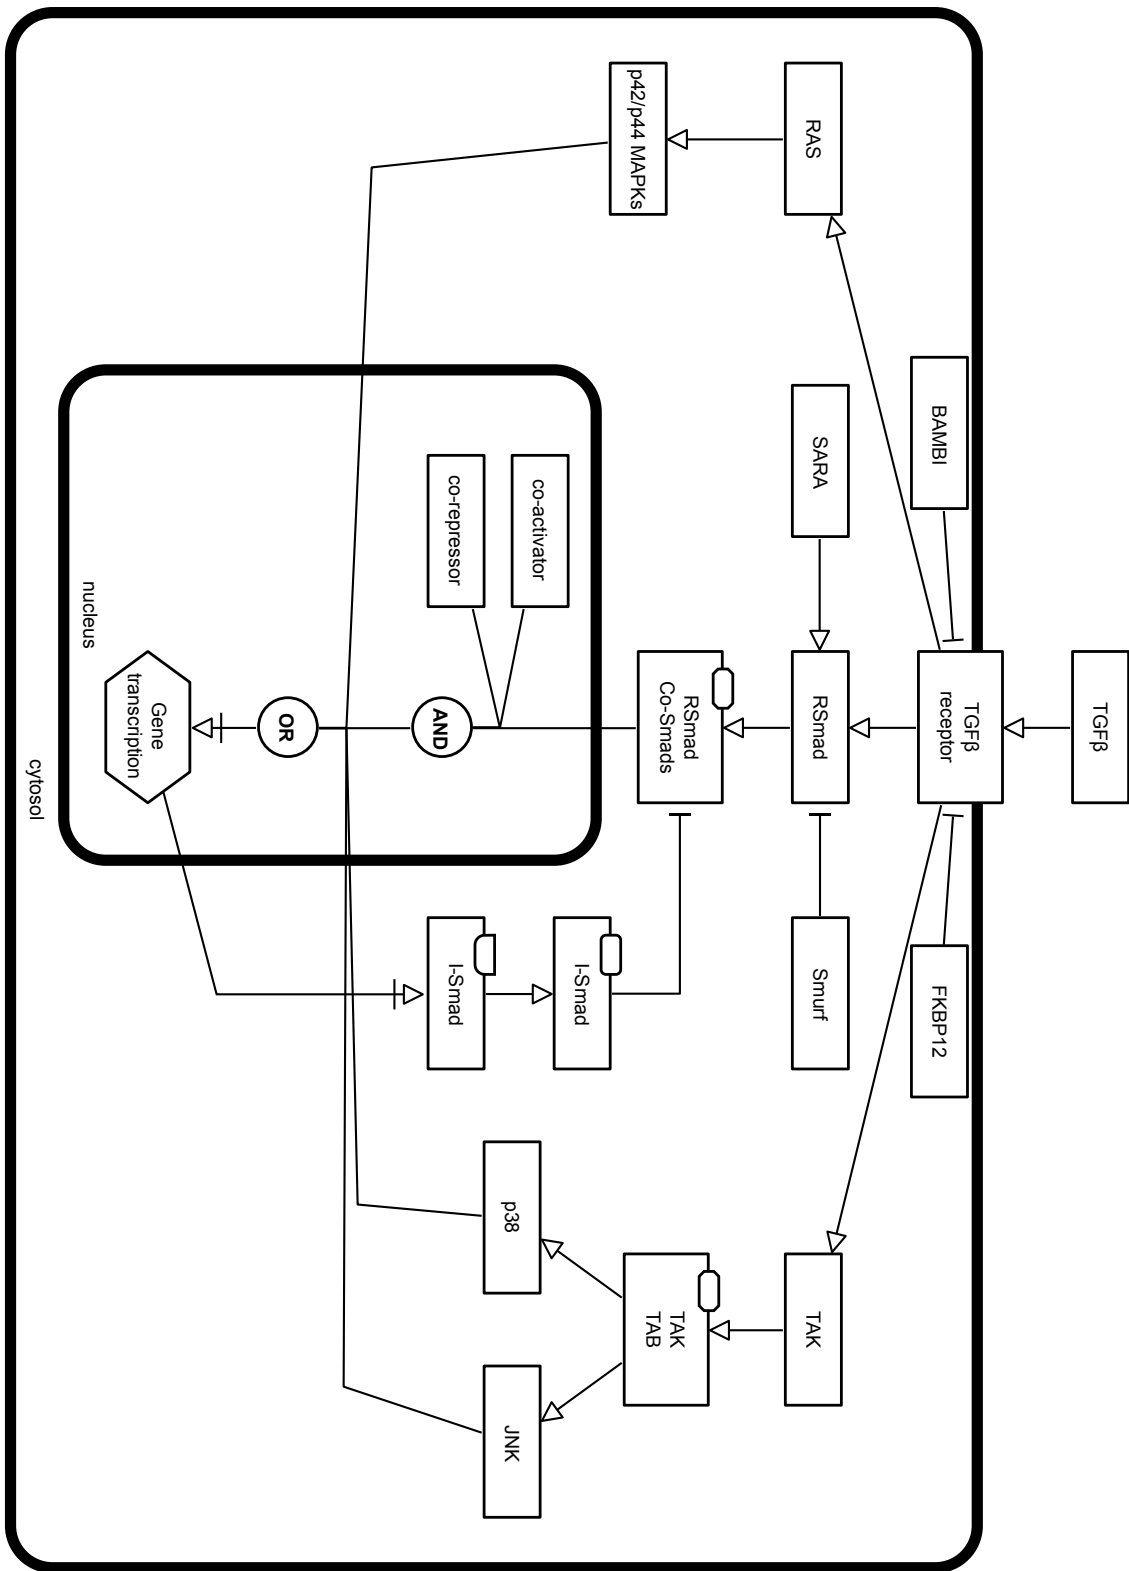 TGFβ
BAMBI
TGFβ
receptor
FKBP12
RAS
SARA
RSmad
Smurf
TAK
p42/p44 MAPKs
RSmad
Co-Smads
TAK
TAB
co-activator
I-Smad
co-repressor
AND
I-Smad
p38
JNK
OR
Gene
transcription
nucleus
cytosol